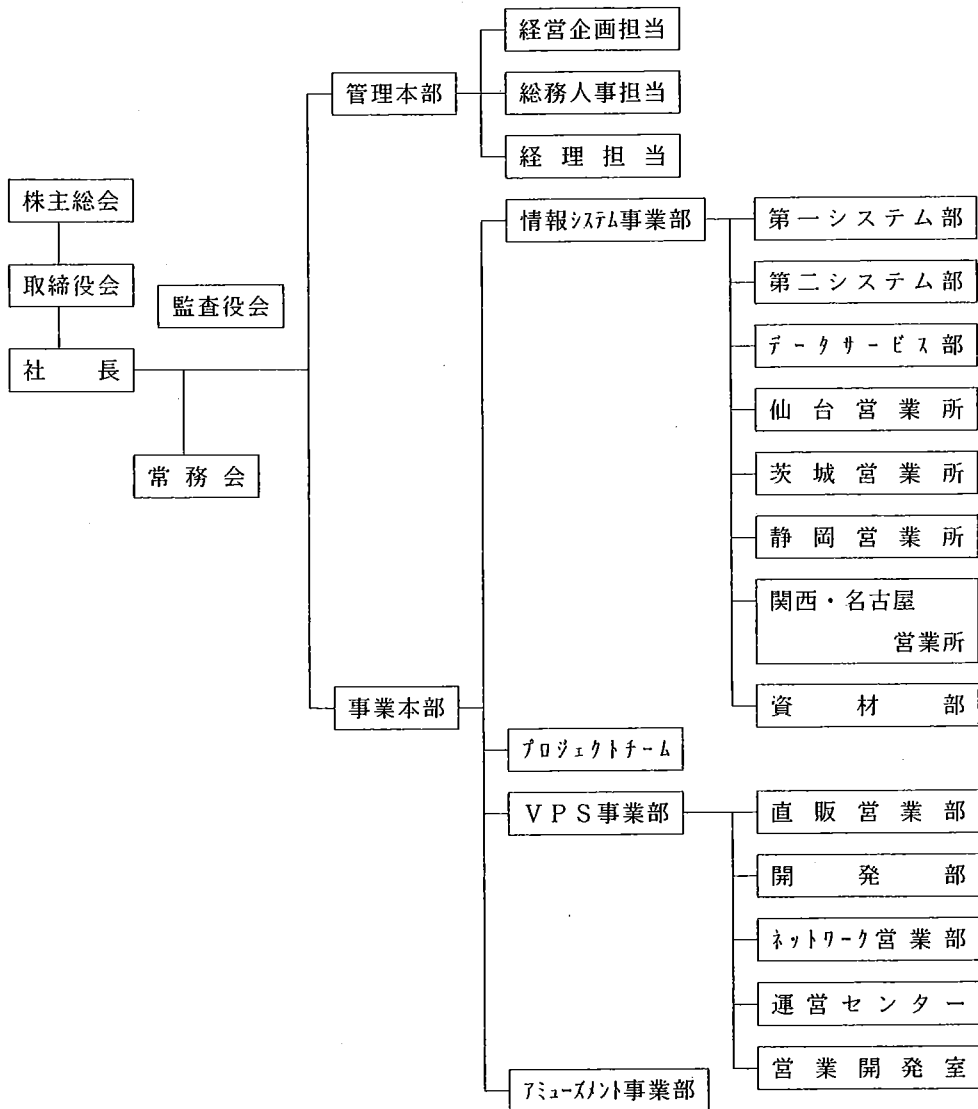 株主総会
取締役会
監査役会
社長
常務会
管理本部
経営企画担当
総務人事担当
経理担当
事業本部
情報システム事業部
第一システム部
第二システム部
データサービス部
仙台営業所
茨城営業所
静岡営業所
関西・名古屋
営業所
資材部
プロジェクトチーム
VPS事業部
直販営業部
開発部
ネットワーク営業部
運営センター
営業開発室
アミューズメント事業部